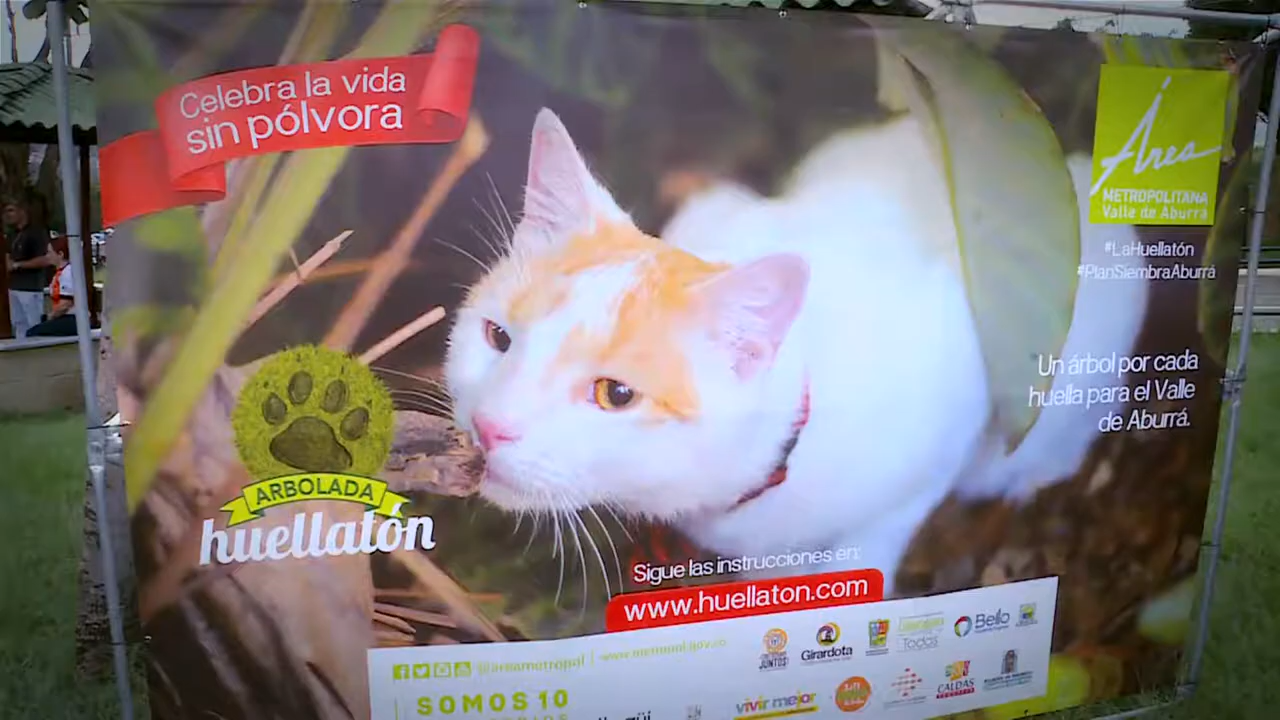 Celebra la vida
sin pólvora
Área
METROPOLITANA
Valle de Aburrá
#LaHuellatón
#PlanSiembraAburrá
Un árbol por cada
huella para el Valle
de Aburrá.
ARBOLADA
huellatón
Sigue las instrucciones en:
www.huellaton.com
@areametropol | www.metropol.gov.co
SOMOS 10
JUNTOS
Girardota
Todos
Bello
vivir mejor
CALDAS